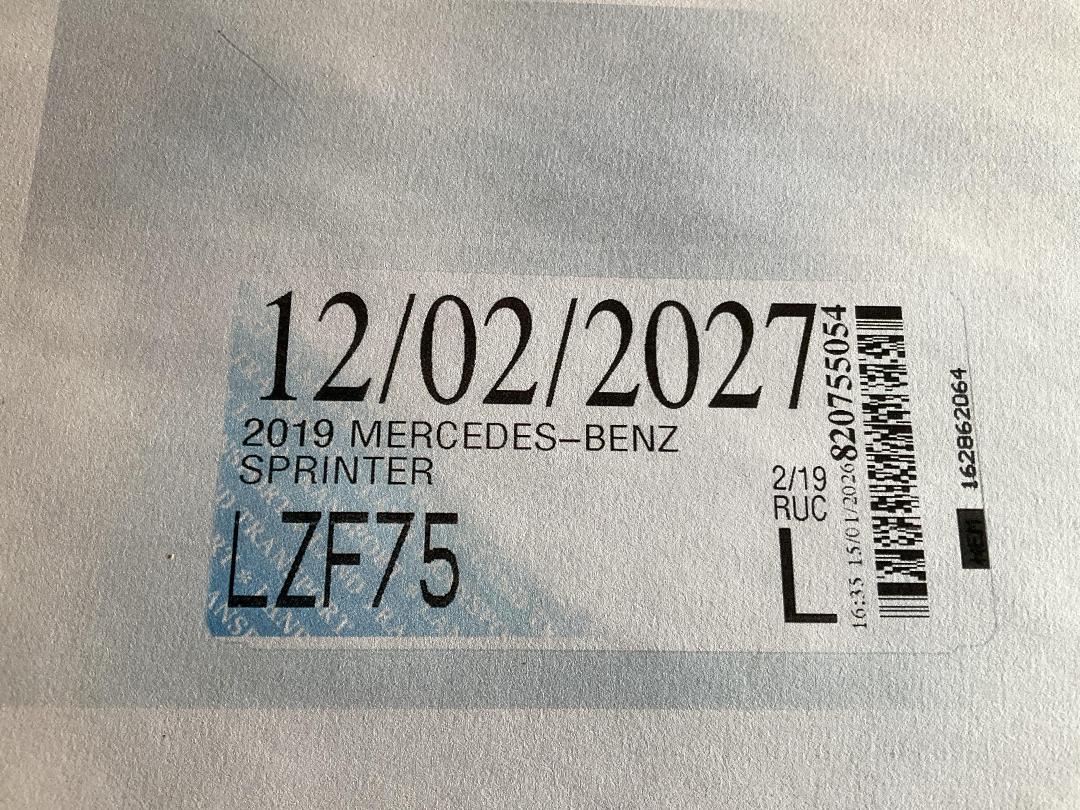 12/02/2027
2019 MERCEDES-BENZ
SPRINTER
LZF75
2/19
RUC
L
16:35 15/01/2026 820755054
162862064